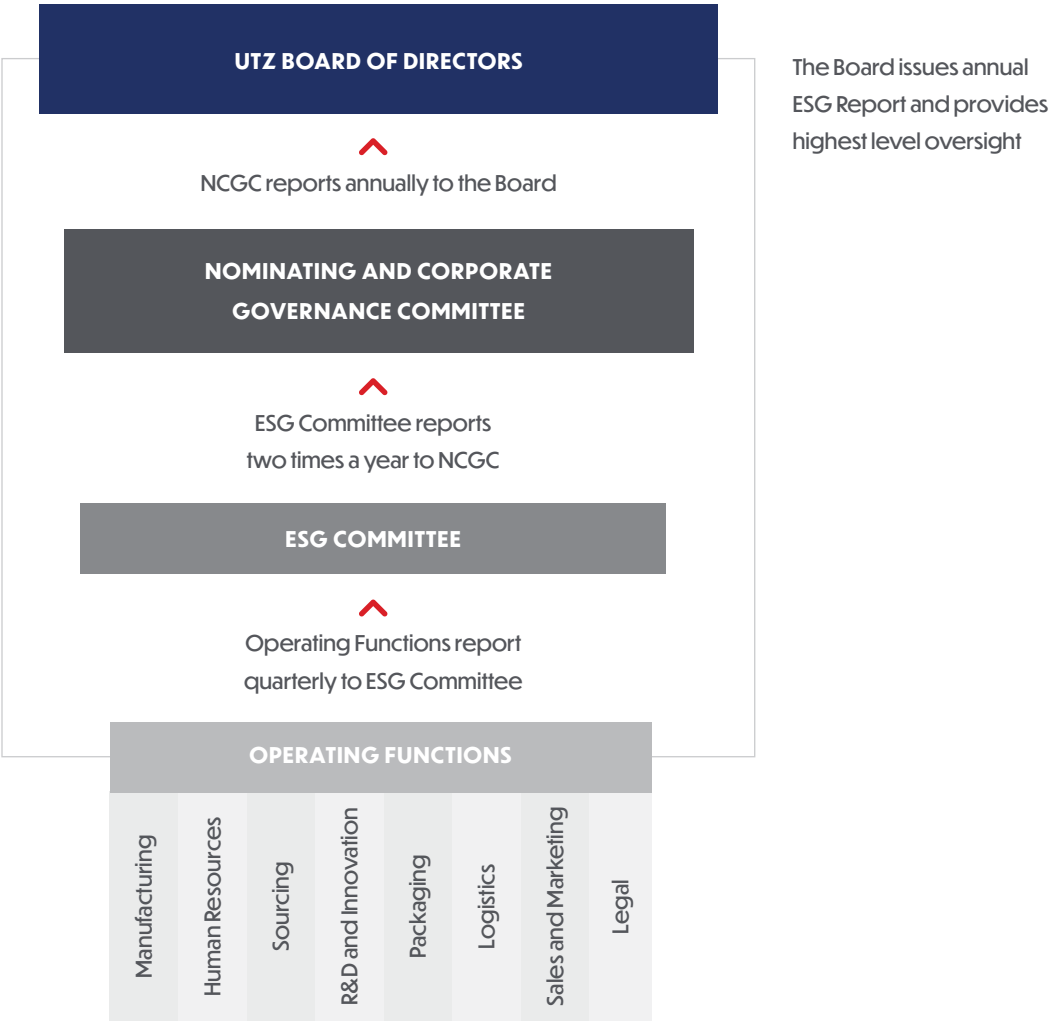 UTZ BOARD OF DIRECTORS
The Board issues annual
ESG Report and provides
highest level oversight
NCGC reports annually to the Board
NOMINATING AND CORPORATE
GOVERNANCE COMMITTEE
ESG Committee reports
two times a year to NCGC
ESG COMMITTEE
Operating Functions report
quarterly to ESG Committee
OPERATING FUNCTIONS
Manufacturing
Human Resources
Sourcing
R&D and Innovation
Packaging
Logistics
Sales and Marketing
Legal